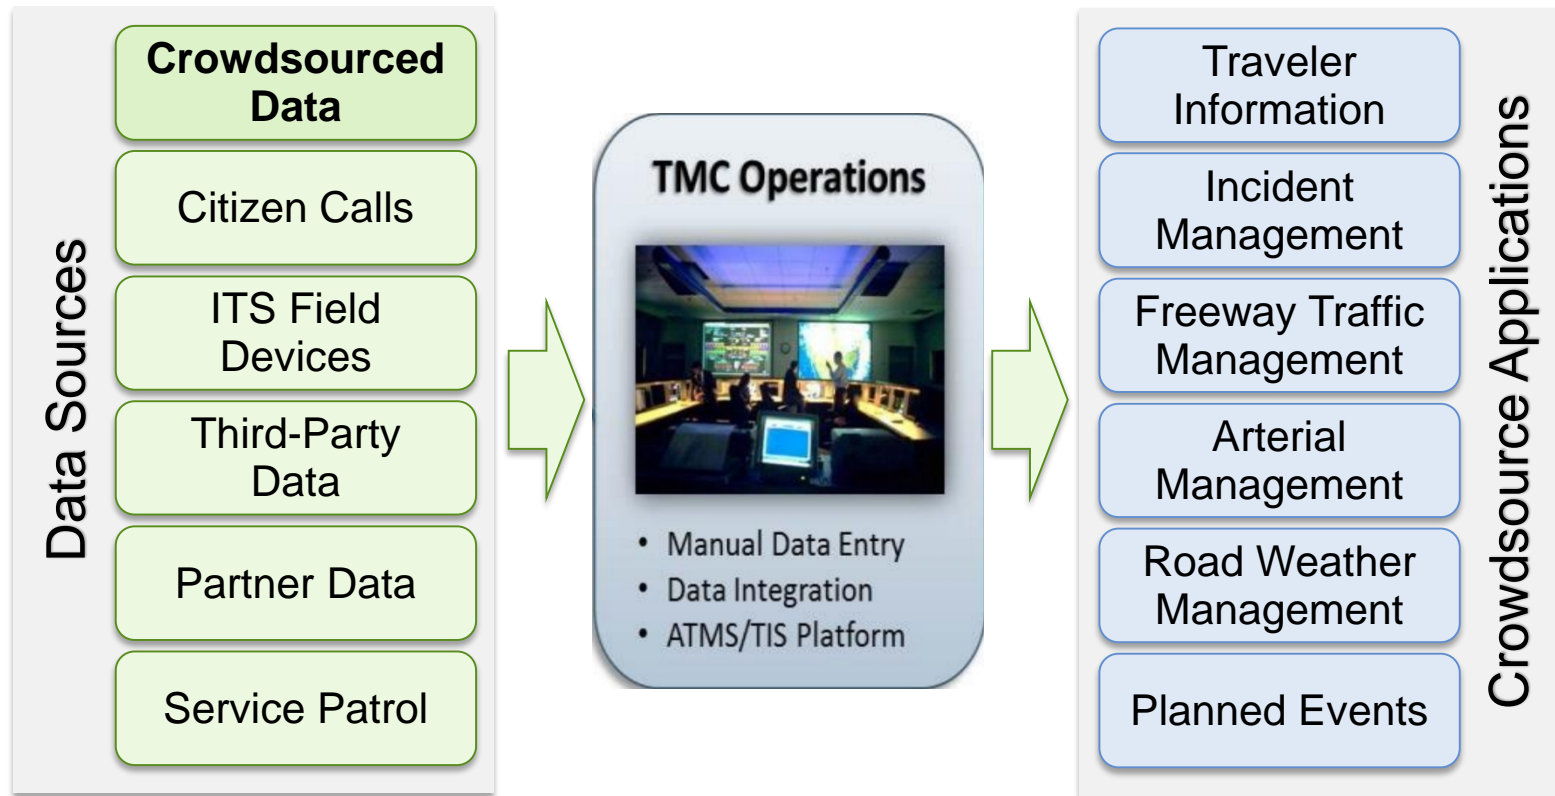 Data Sources
Crowdsourced
Data
Citizen Calls
ITS Field
Devices
Third-Party
Data
Partner Data
Service Patrol
TMC Operations
• Manual Data Entry
• Data Integration
• ATMS/TIS Platform
Traveler
Information
Incident
Management
Freeway Traffic
Management
Arterial
Management
Road Weather
Management
Planned Events
Crowdsource Applications